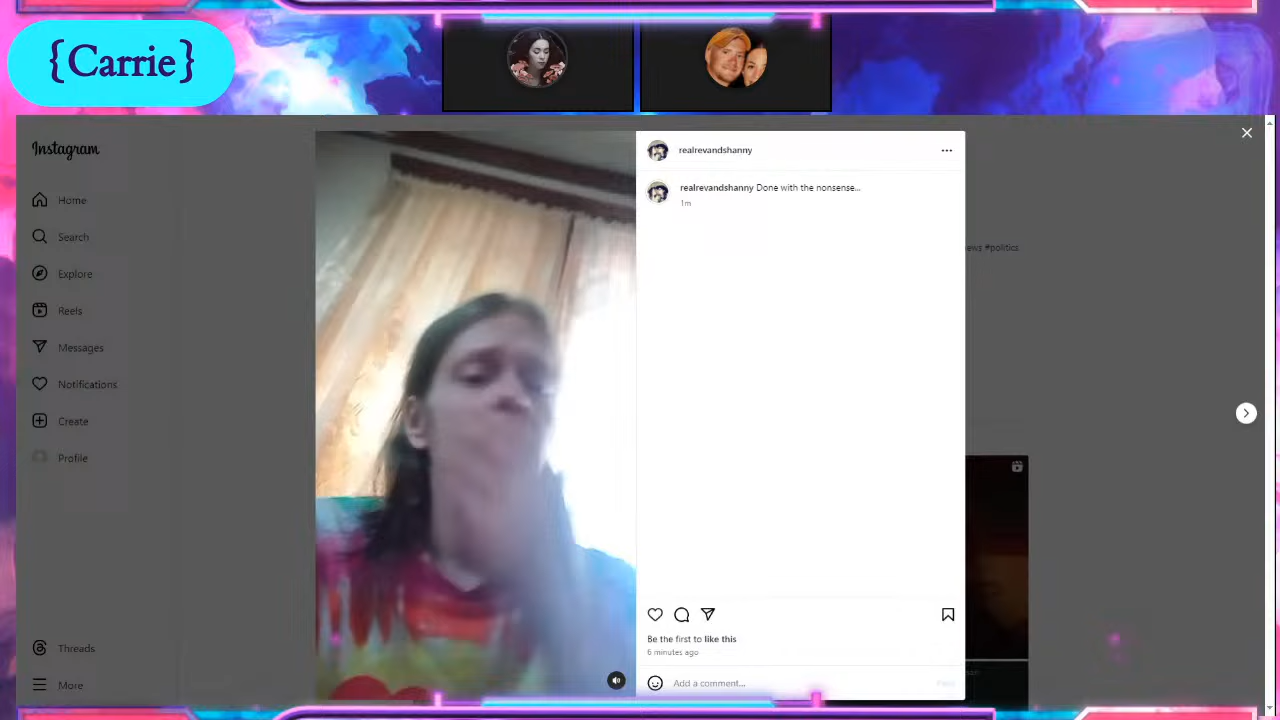 {Carrie}
Instagram
Home
Search
Explore
Reels
Messages
Notifications
Create
Profile
Threads
More
realrevandshanny
realrevandshanny Done with the nonsense...
1m
#politics
Be the first to like this
6 minutes ago
Add a comment...
Post